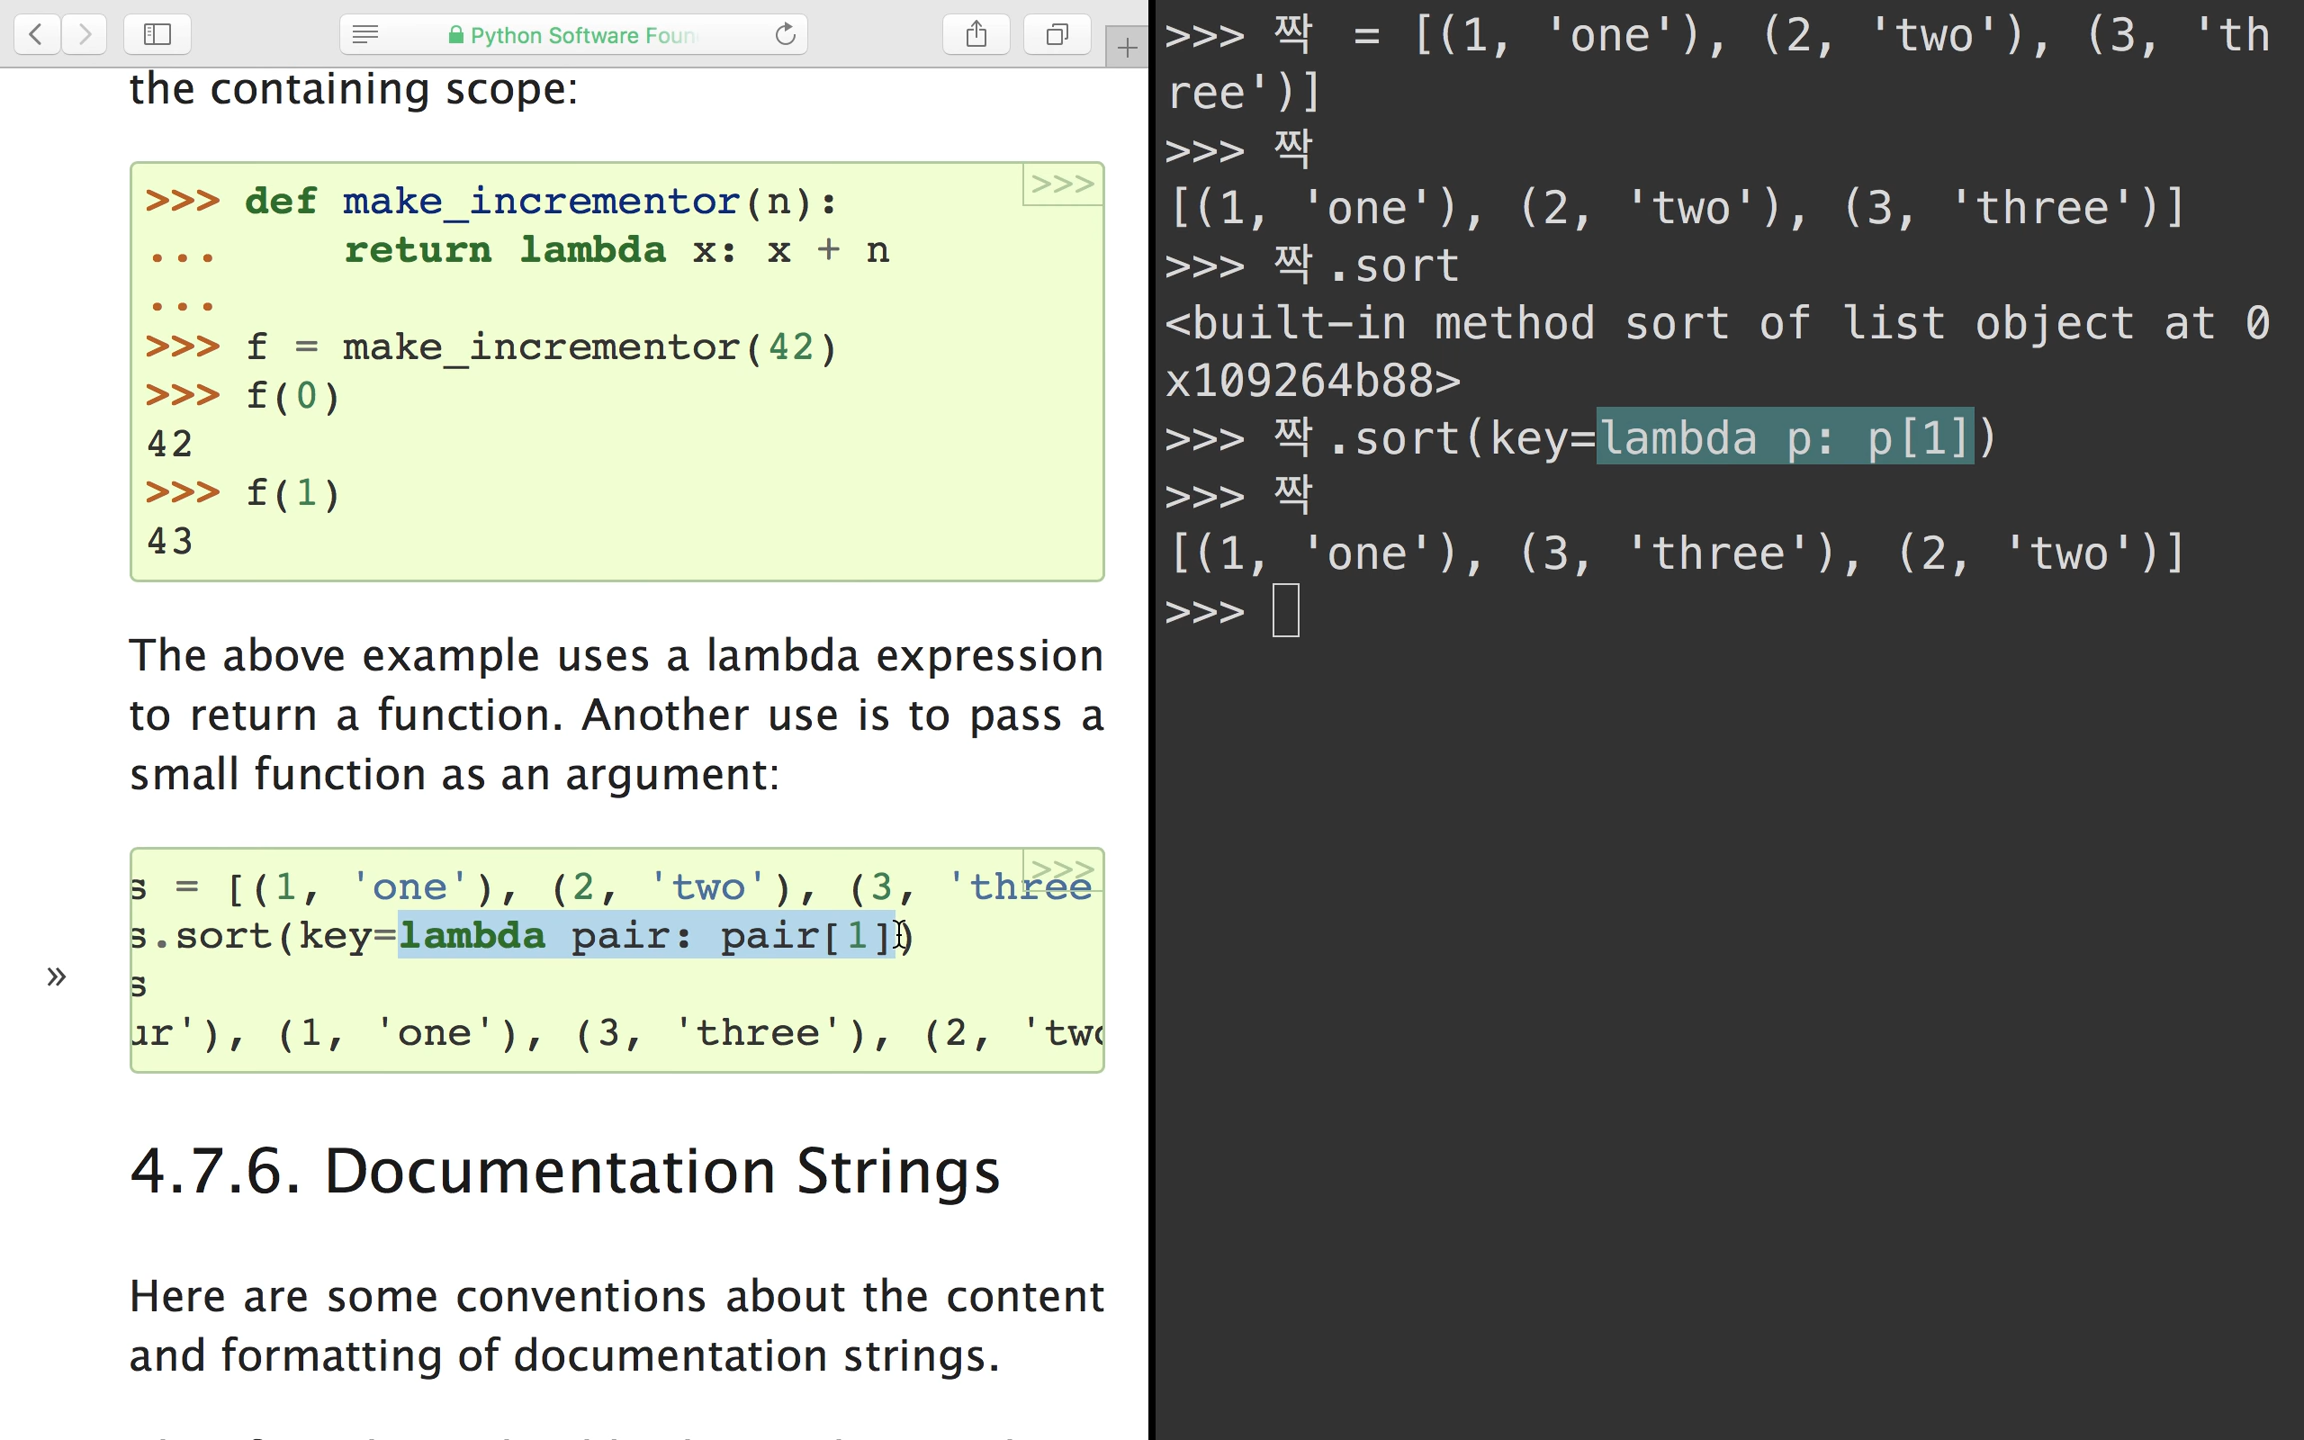 Python Software Foun
the containing scope:
>>>
>>> def make_incrementor(n):
...     return lambda x: x + n
...
>>> f = make_incrementor(42)
>>> f(0)
42
>>> f(1)
43
The above example uses a lambda expression
to return a function. Another use is to pass a
small function as an argument:
>>>
s = [(1, 'one'), (2, 'two'), (3, 'three
s.sort(key=lambda pair: pair[1])
s
ur'), (1, 'one'), (3, 'three'), (2, 'two
»
4.7.6. Documentation Strings
Here are some conventions about the content
and formatting of documentation strings.
>>> 짝 = [(1, 'one'), (2, 'two'), (3, 'th
ree')]
>>> 짝
[(1, 'one'), (2, 'two'), (3, 'three')]
>>> 짝.sort
<built-in method sort of list object at 0
x109264b88>
>>> 짝.sort(key=lambda p: p[1])
>>> 짝
[(1, 'one'), (3, 'three'), (2, 'two')]
>>>